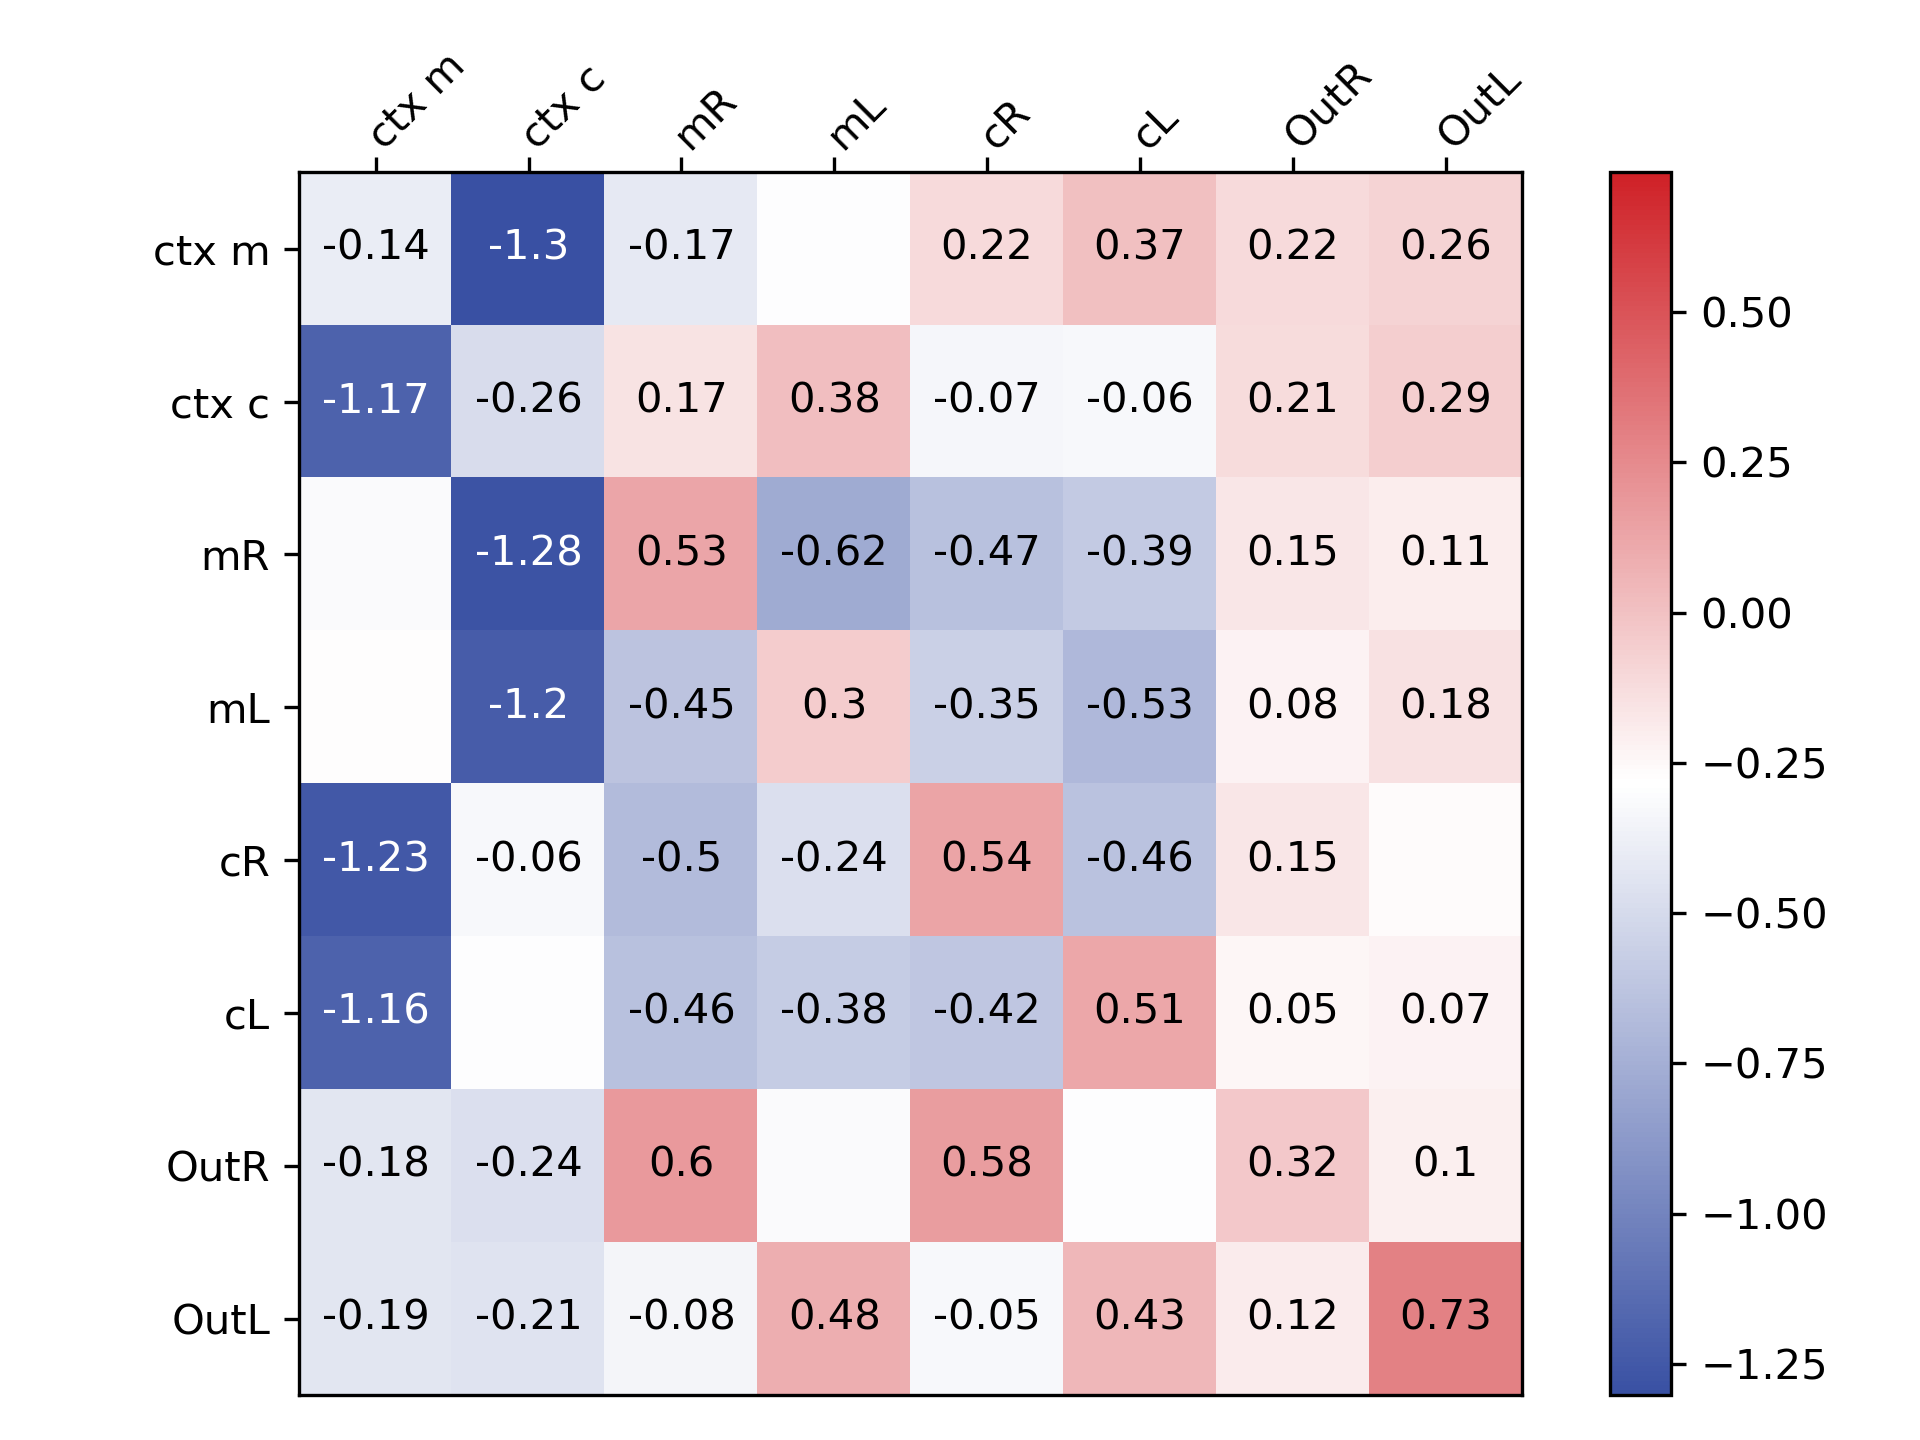 ctx m ctx c mR mL cR cL OutR OutL
ctx m -0.14 -1.3 -0.17 0.22 0.37 0.22 0.26
ctx c -1.17 -0.26 0.17 0.38 -0.07 -0.06 0.21 0.29
mR -1.28 0.53 -0.62 -0.47 -0.39 0.15 0.11
mL -1.2 -0.45 0.3 -0.35 -0.53 0.08 0.18
cR -1.23 -0.06 -0.5 -0.24 0.54 -0.46 0.15
cL -1.16 -0.46 -0.38 -0.42 0.51 0.05 0.07
OutR -0.18 -0.24 0.6 0.58 0.32 0.1
OutL -0.19 -0.21 -0.08 0.48 -0.05 0.43 0.12 0.73
0.50
0.25
0.00
−0.25
−0.50
−0.75
−1.00
−1.25